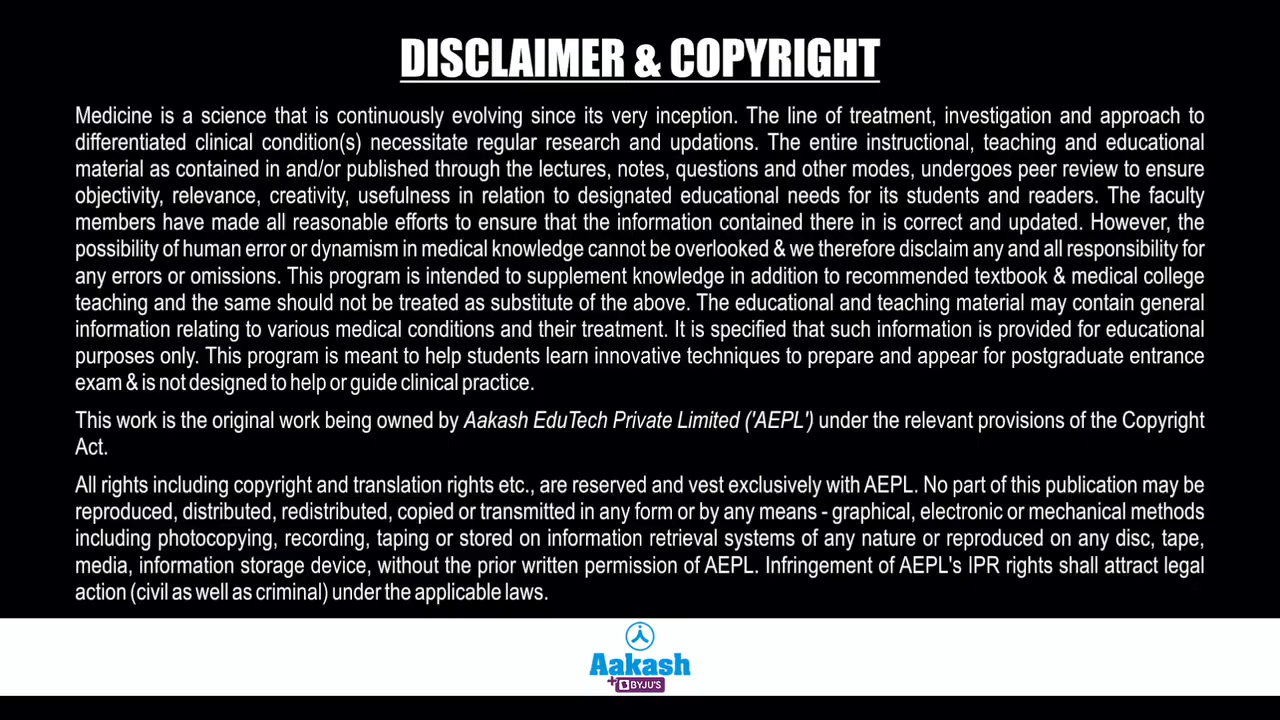 DISCLAIMER & COPYRIGHT
Medicine is a science that is continuously evolving since its very inception. The line of treatment, investigation and approach to
differentiated clinical condition(s) necessitate regular research and updations. The entire instructional, teaching and educational
material as contained in and/or published through the lectures, notes, questions and other modes, undergoes peer review to ensure
objectivity, relevance, creativity, usefulness in relation to designated educational needs for its students and readers. The faculty
members have made all reasonable efforts to ensure that the information contained there in is correct and updated. However, the
possibility of human error or dynamism in medical knowledge cannot be overlooked & we therefore disclaim any and all responsibility for
any errors or omissions. This program is intended to supplement knowledge in addition to recommended textbook & medical college
teaching and the same should not be treated as substitute of the above. The educational and teaching material may contain general
information relating to various medical conditions and their treatment. It is specified that such information is provided for educational
purposes only. This program is meant to help students learn innovative techniques to prepare and appear for postgraduate entrance
exam & is not designed to help or guide clinical practice.
This work is the original work being owned by Aakash EduTech Private Limited ('AEPL') under the relevant provisions of the Copyright
Act.
All rights including copyright and translation rights etc., are reserved and vest exclusively with AEPL. No part of this publication may be
reproduced, distributed, redistributed, copied or transmitted in any form or by any means - graphical, electronic or mechanical methods
including photocopying, recording, taping or stored on information retrieval systems of any nature or reproduced on any disc, tape,
media, information storage device, without the prior written permission of AEPL. Infringement of AEPL's IPR rights shall attract legal
action (civil as well as criminal) under the applicable laws.
Aakash
+ BYJU'S